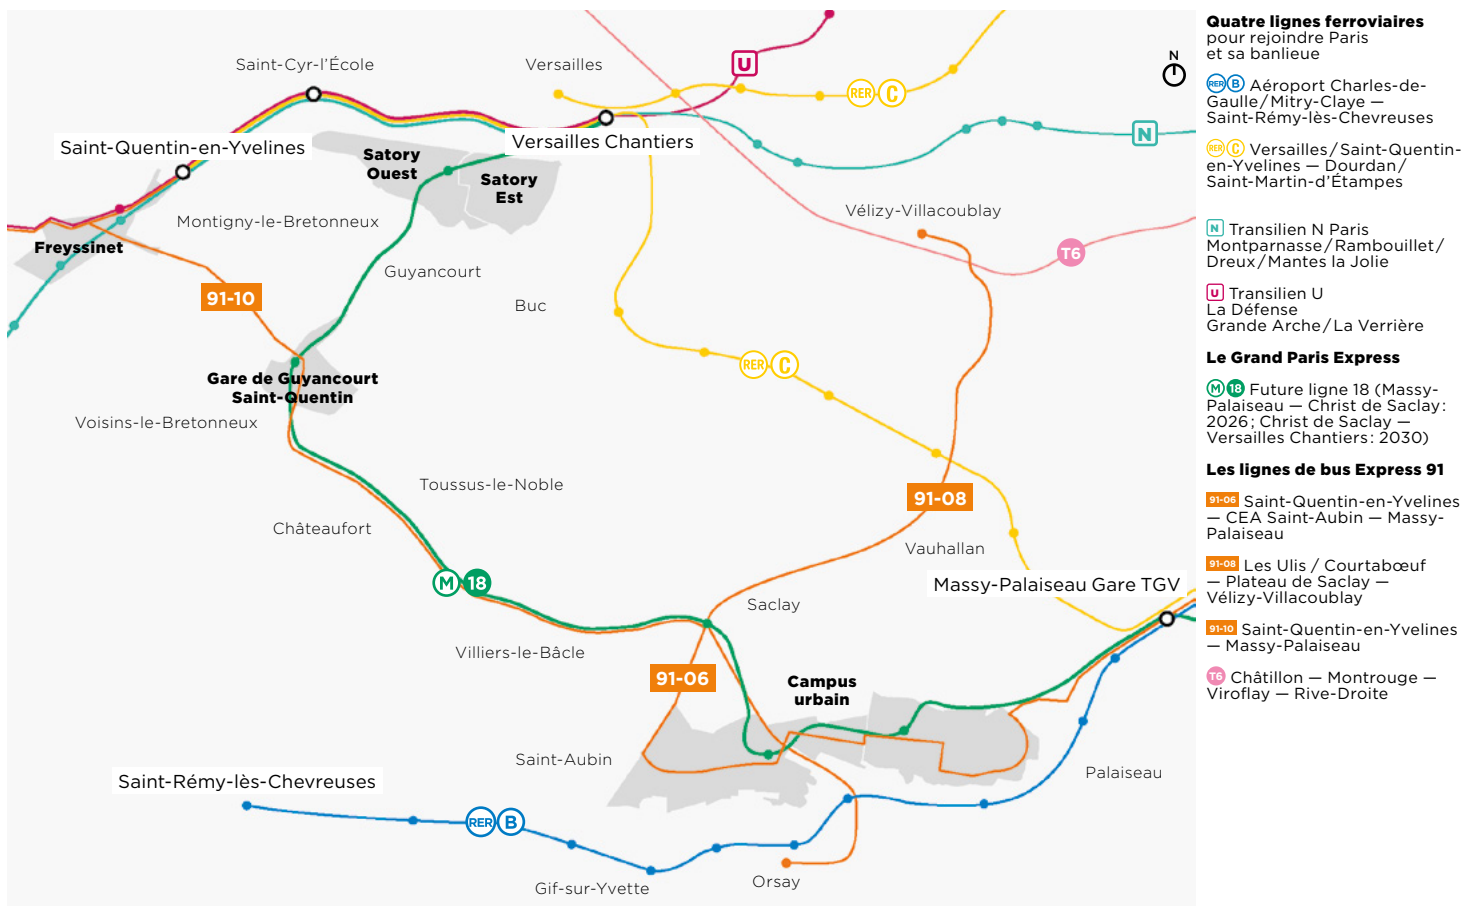 Saint-Cyr-l’École
Versailles
U
RER C
N
Saint-Quentin-en-Yvelines
Versailles Chantiers
N
Satory
Ouest
Satory
Est
Montigny-le-Bretonneux
Vélizy-Villacoublay
Freyssinet
T6
Guyancourt
91-10
Buc
RER C
Gare de Guyancourt
Saint-Quentin
Voisins-le-Bretonneux
Toussus-le-Noble
91-08
Châteaufort
Vauhallan
M 18
Massy-Palaiseau Gare TGV
Saclay
Villiers-le-Bâcle
91-06
Campus
urbain
Saint-Aubin
Palaiseau
Saint-Rémy-lès-Chevreuses
RER B
Orsay
Gif-sur-Yvette
Quatre lignes ferroviaires
pour rejoindre Paris
et sa banlieue
RER B Aéroport Charles-de-
Gaulle/Mitry-Claye —
Saint-Rémy-lès-Chevreuses
RER C Versailles/Saint-Quentin-
en-Yvelines — Dourdan/
Saint-Martin-d’Étampes
N Transilien N Paris
Montparnasse/Rambouillet/
Dreux/Mantes la Jolie
U Transilien U
La Défense
Grande Arche/La Verrière
Le Grand Paris Express
M 18 Future ligne 18 (Massy-
Palaiseau — Christ de Saclay:
2026; Christ de Saclay —
Versailles Chantiers: 2030)
Les lignes de bus Express 91
91-06 Saint-Quentin-en-Yvelines
— CEA Saint-Aubin — Massy-
Palaiseau
91-08 Les Ulis / Courtabœuf
— Plateau de Saclay —
Vélizy-Villacoublay
91-10 Saint-Quentin-en-Yvelines
— Massy-Palaiseau
T6 Châtillon — Montrouge —
Viroflay — Rive-Droite